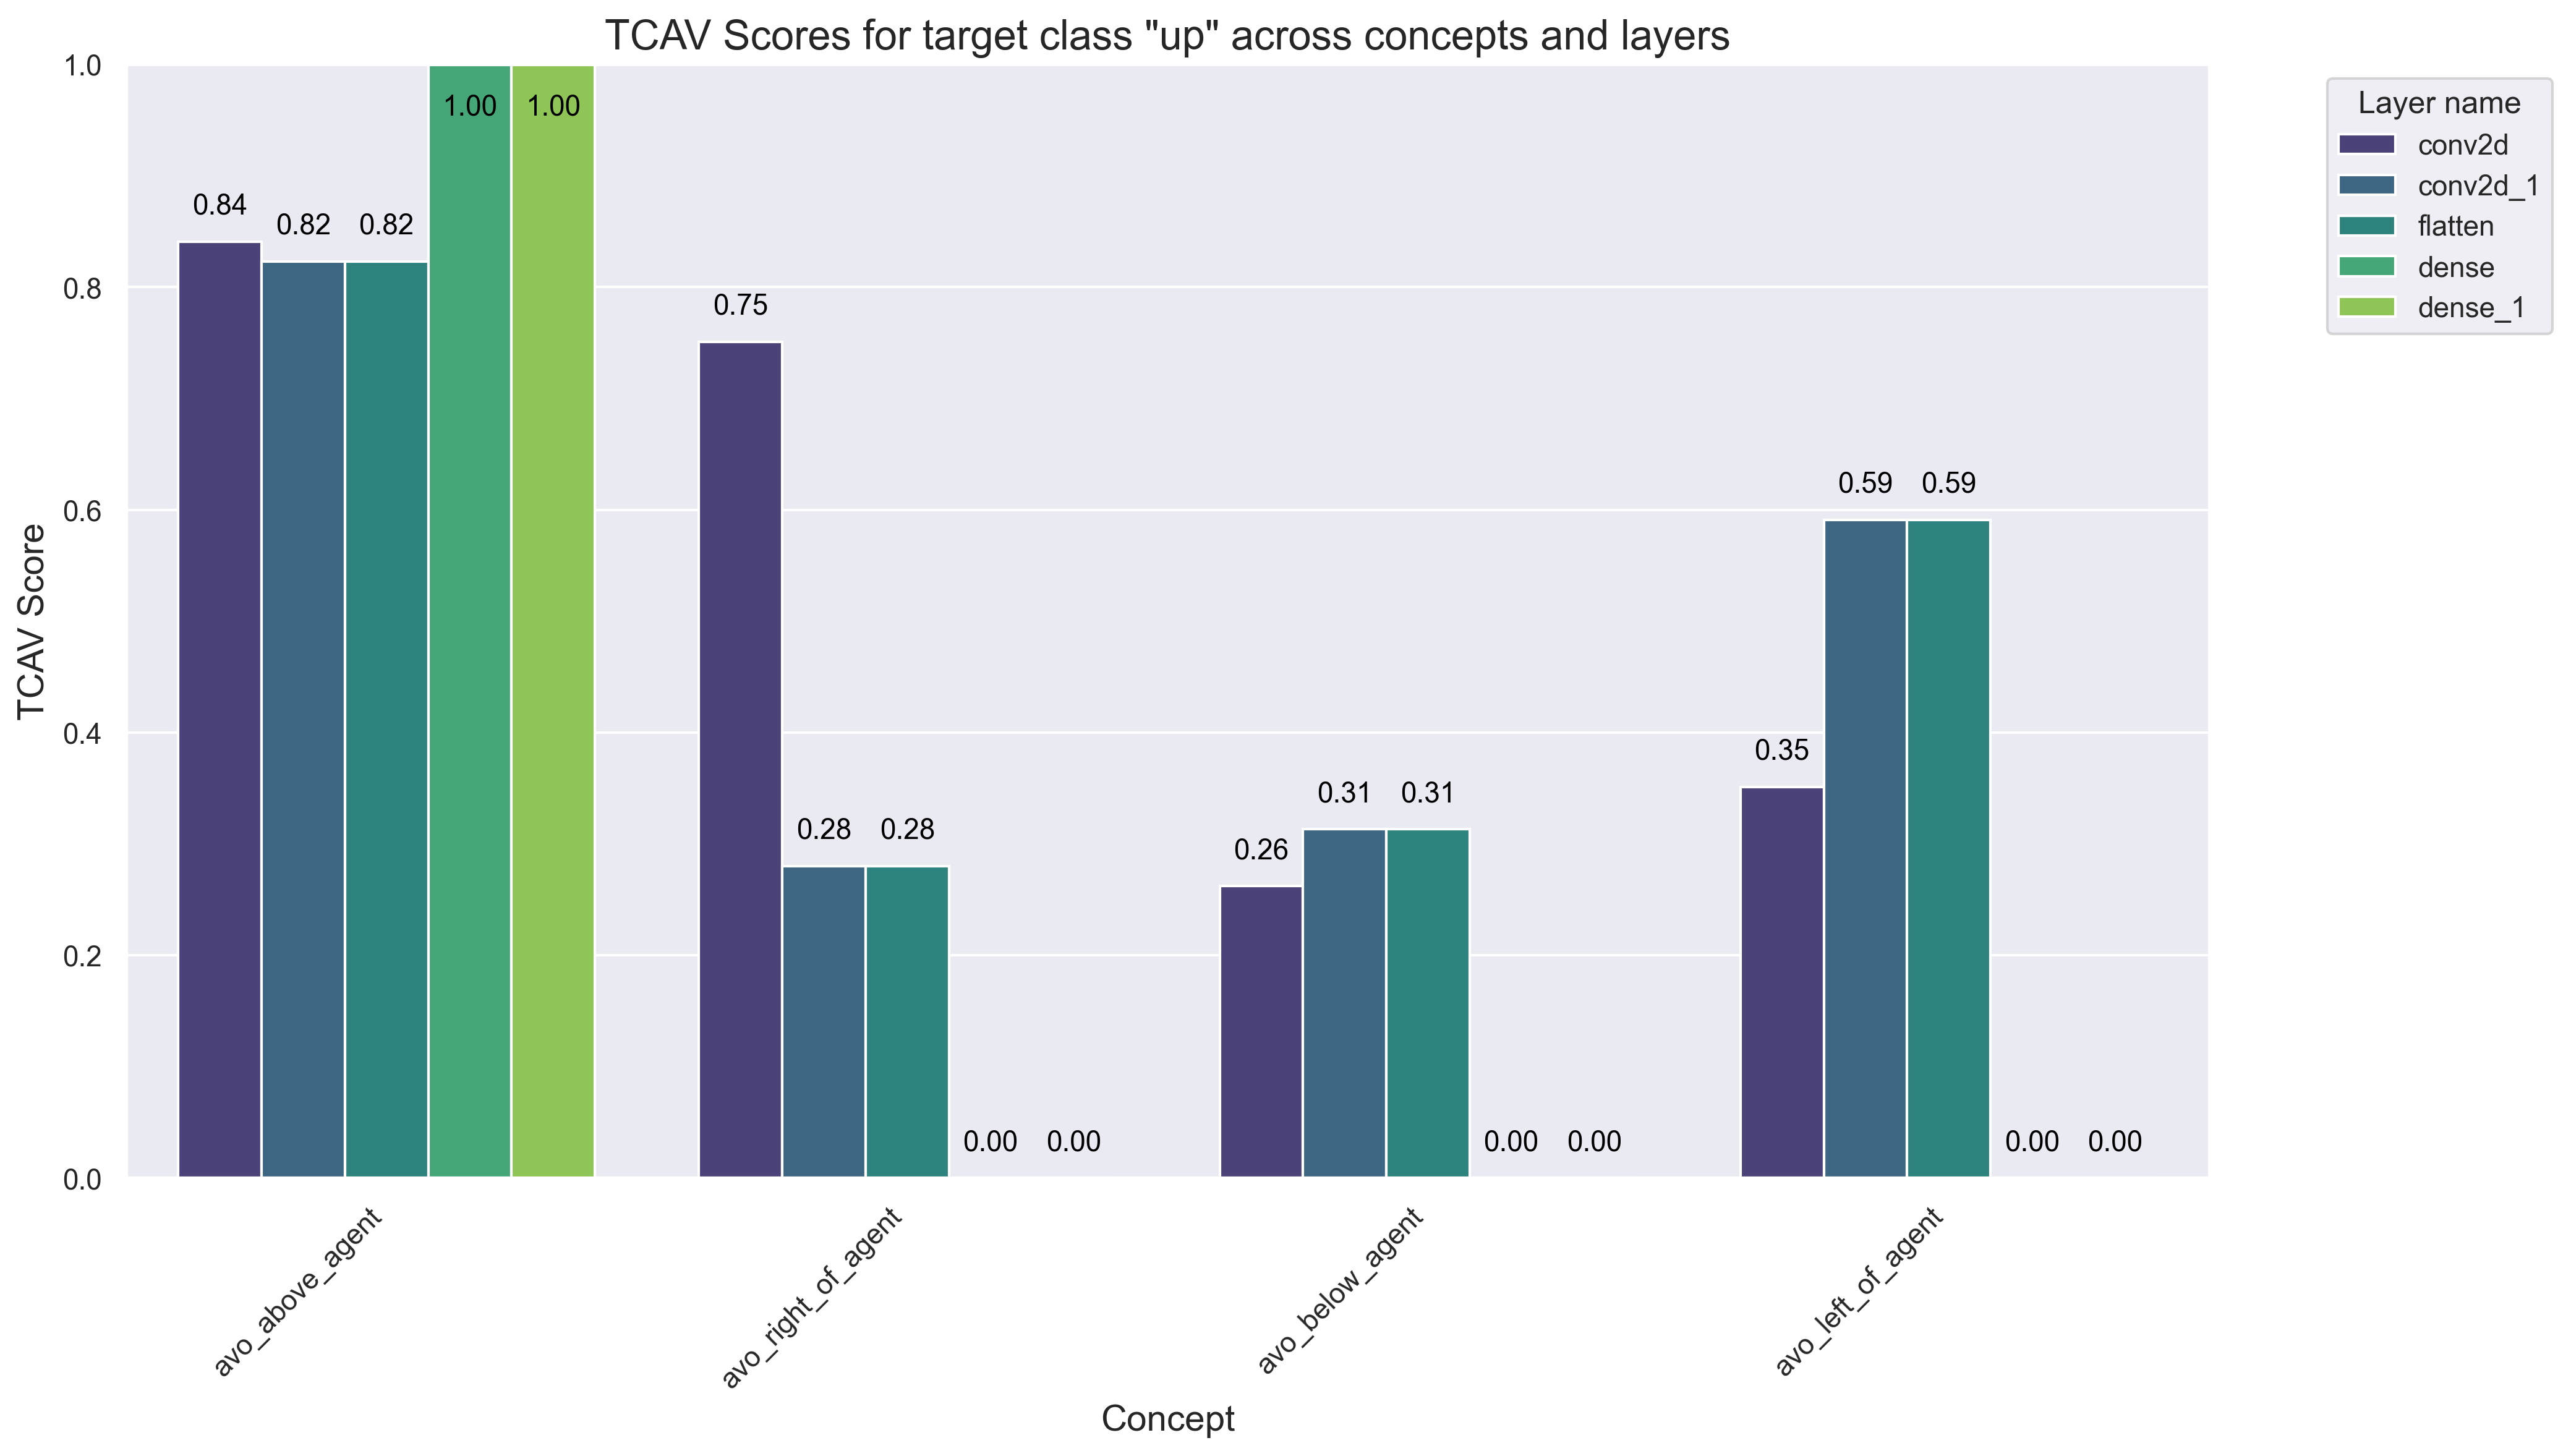 TCAV Scores for target class "up" across concepts and layers
TCAV Score
1.0
0.8
0.6
0.4
0.2
0.0
0.84
0.82
0.82
1.00
1.00
0.75
0.28
0.28
0.00
0.00
0.26
0.31
0.31
0.00
0.00
0.35
0.59
0.59
0.00
0.00
avo_above_agent
avo_right_of_agent
avo_below_agent
avo_left_of_agent
Concept
Layer name
conv2d
conv2d_1
flatten
dense
dense_1